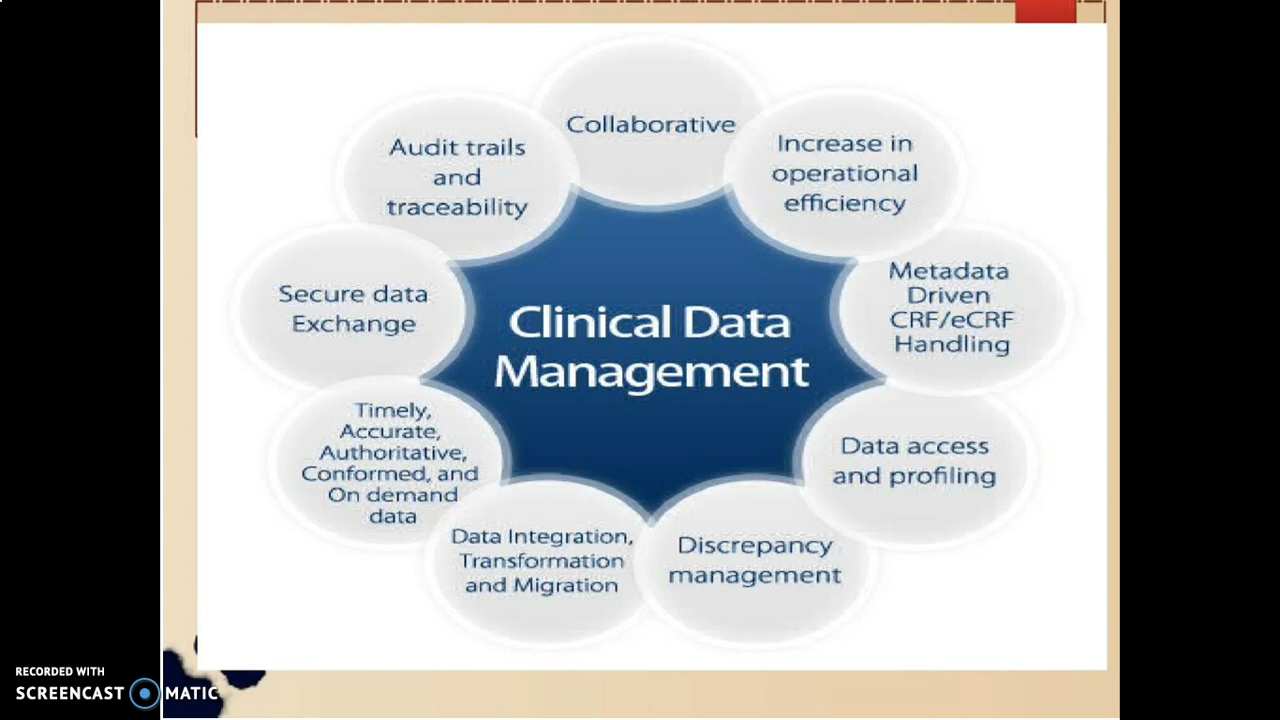 Collaborative
Increase in
operational
efficiency
Metadata
Driven
CRF/eCRF
Handling
Data access
and profiling
Discrepancy
management
Data Integration,
Transformation
and Migration
Timely,
Accurate,
Authoritative,
Conformed, and
On demand
data
Secure data
Exchange
Audit trails
and
traceability
Clinical Data
Management
RECORDED WITH
SCREENCAST MATIC